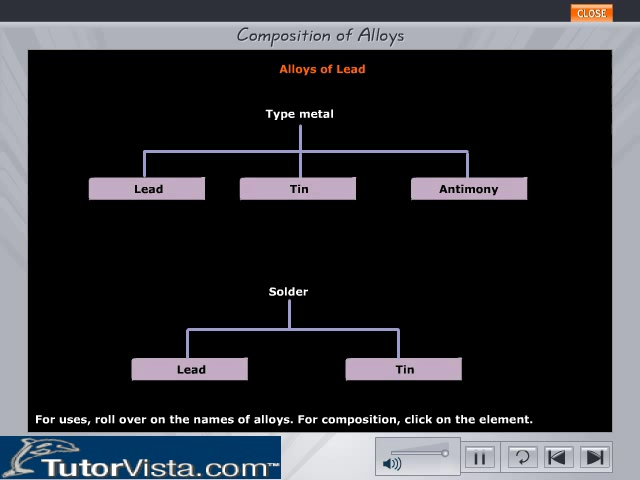 CLOSE
Composition of Alloys
Alloys of Lead
Type metal
Lead Tin Antimony
Solder
Lead Tin
For uses, roll over on the names of alloys. For composition, click on the element.
TutorVista.com™